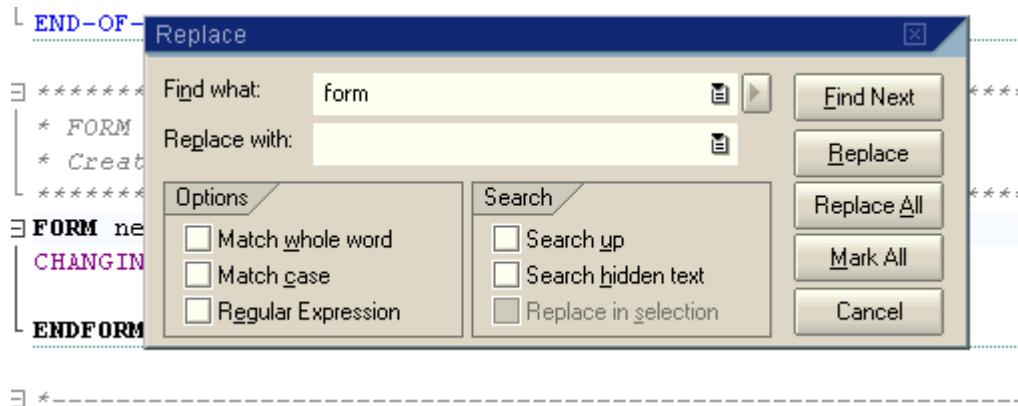 END-OF-
Replace
*******
Find what: form
Find Next
* FORM
Replace with:
Replace
* Creat
*******
Options
Search
Replace All
FORM ne
Match whole word
Search up
CHANGIN
Match case
Search hidden text
Mark All
Regular Expression
Replace in selection
Cancel
ENDFORM
*----------------------------------------------------------------